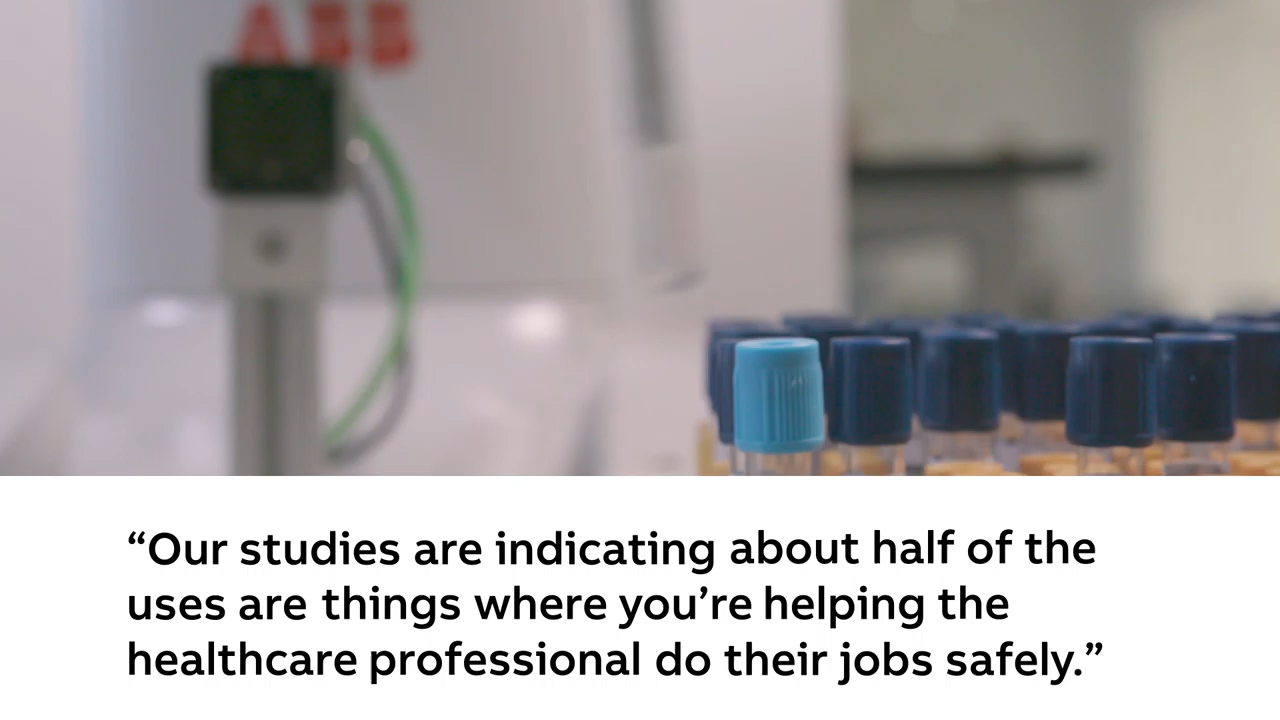 ABB
“Our studies are indicating about half of the
uses are things where you’re helping the
healthcare professional do their jobs safely.”